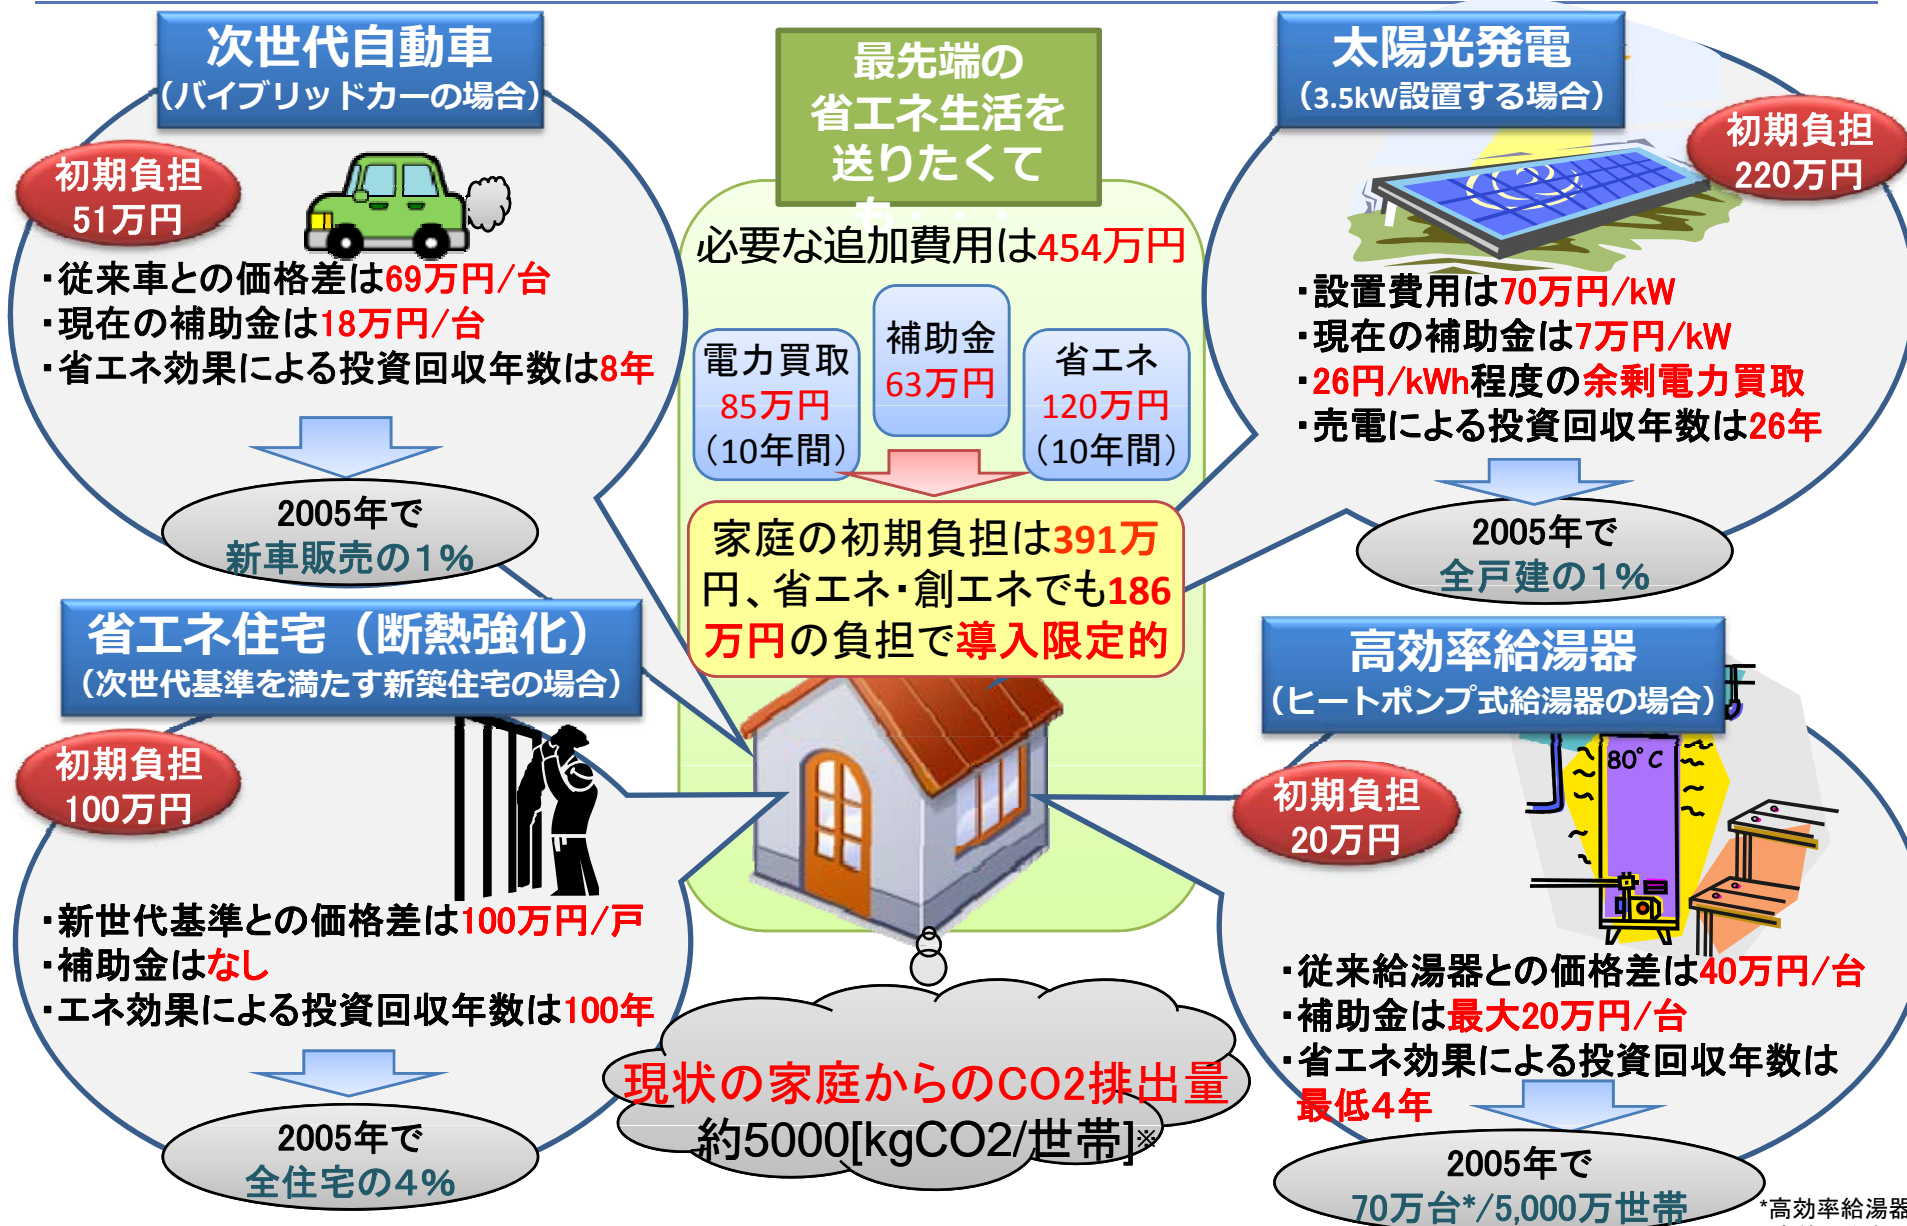 次世代自動車
（バイブリッドカーの場合）
初期負担
51万円
・従来車との価格差は69万円/台
・現在の補助金は18万円/台
・省エネ効果による投資回収年数は8年
2005年で
新車販売の1%
最先端の
省エネ生活を
送りたくて
も・・・
必要な追加費用は454万円
電力買取
85万円
（10年間）
補助金
63万円
省エネ
120万円
（10年間）
家庭の初期負担は391万
円、省エネ・創エネでも186
万円の負担で導入限定的
太陽光発電
（3.5kW設置する場合）
初期負担
220万円
・設置費用は70万円/kW
・現在の補助金は7万円/kW
・26円/kWh程度の余剰電力買取
・売電による投資回収年数は26年
2005年で
全戸建の1%
省エネ住宅（断熱強化）
（次世代基準を満たす新築住宅の場合）
初期負担
100万円
・新世代基準との価格差は100万円/戸
・補助金はなし
・エネ効果による投資回収年数は100年
2005年で
全住宅の4%
現状の家庭からのCO2排出量
約5000[kgCO2/世帯]※
高効率給湯器
（ヒートポンプ式給湯器の場合）
初期負担
20万円
80°C
・従来給湯器との価格差は40万円/台
・補助金は最大20万円/台
・省エネ効果による投資回収年数は
最低4年
2005年で
70万台*/5,000万世帯
*高効率給湯器